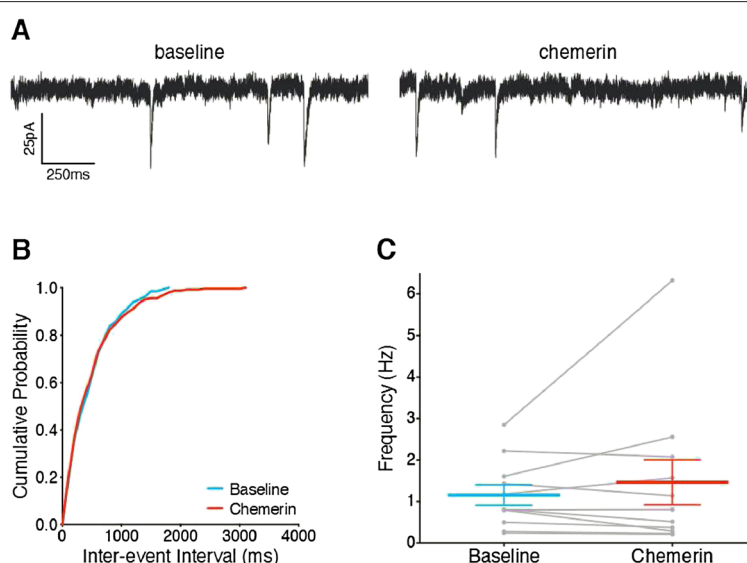 A
baseline
chemerin
25pA
250ms
B
C
1.0
0.8
0.6
0.4
0.2
0.0
Cumulative Probability
Baseline
Chemerin
0
1000
2000
3000
4000
Inter-event Interval (ms)
6
5
4
3
2
1
0
Frequency (Hz)
Baseline
Chemerin